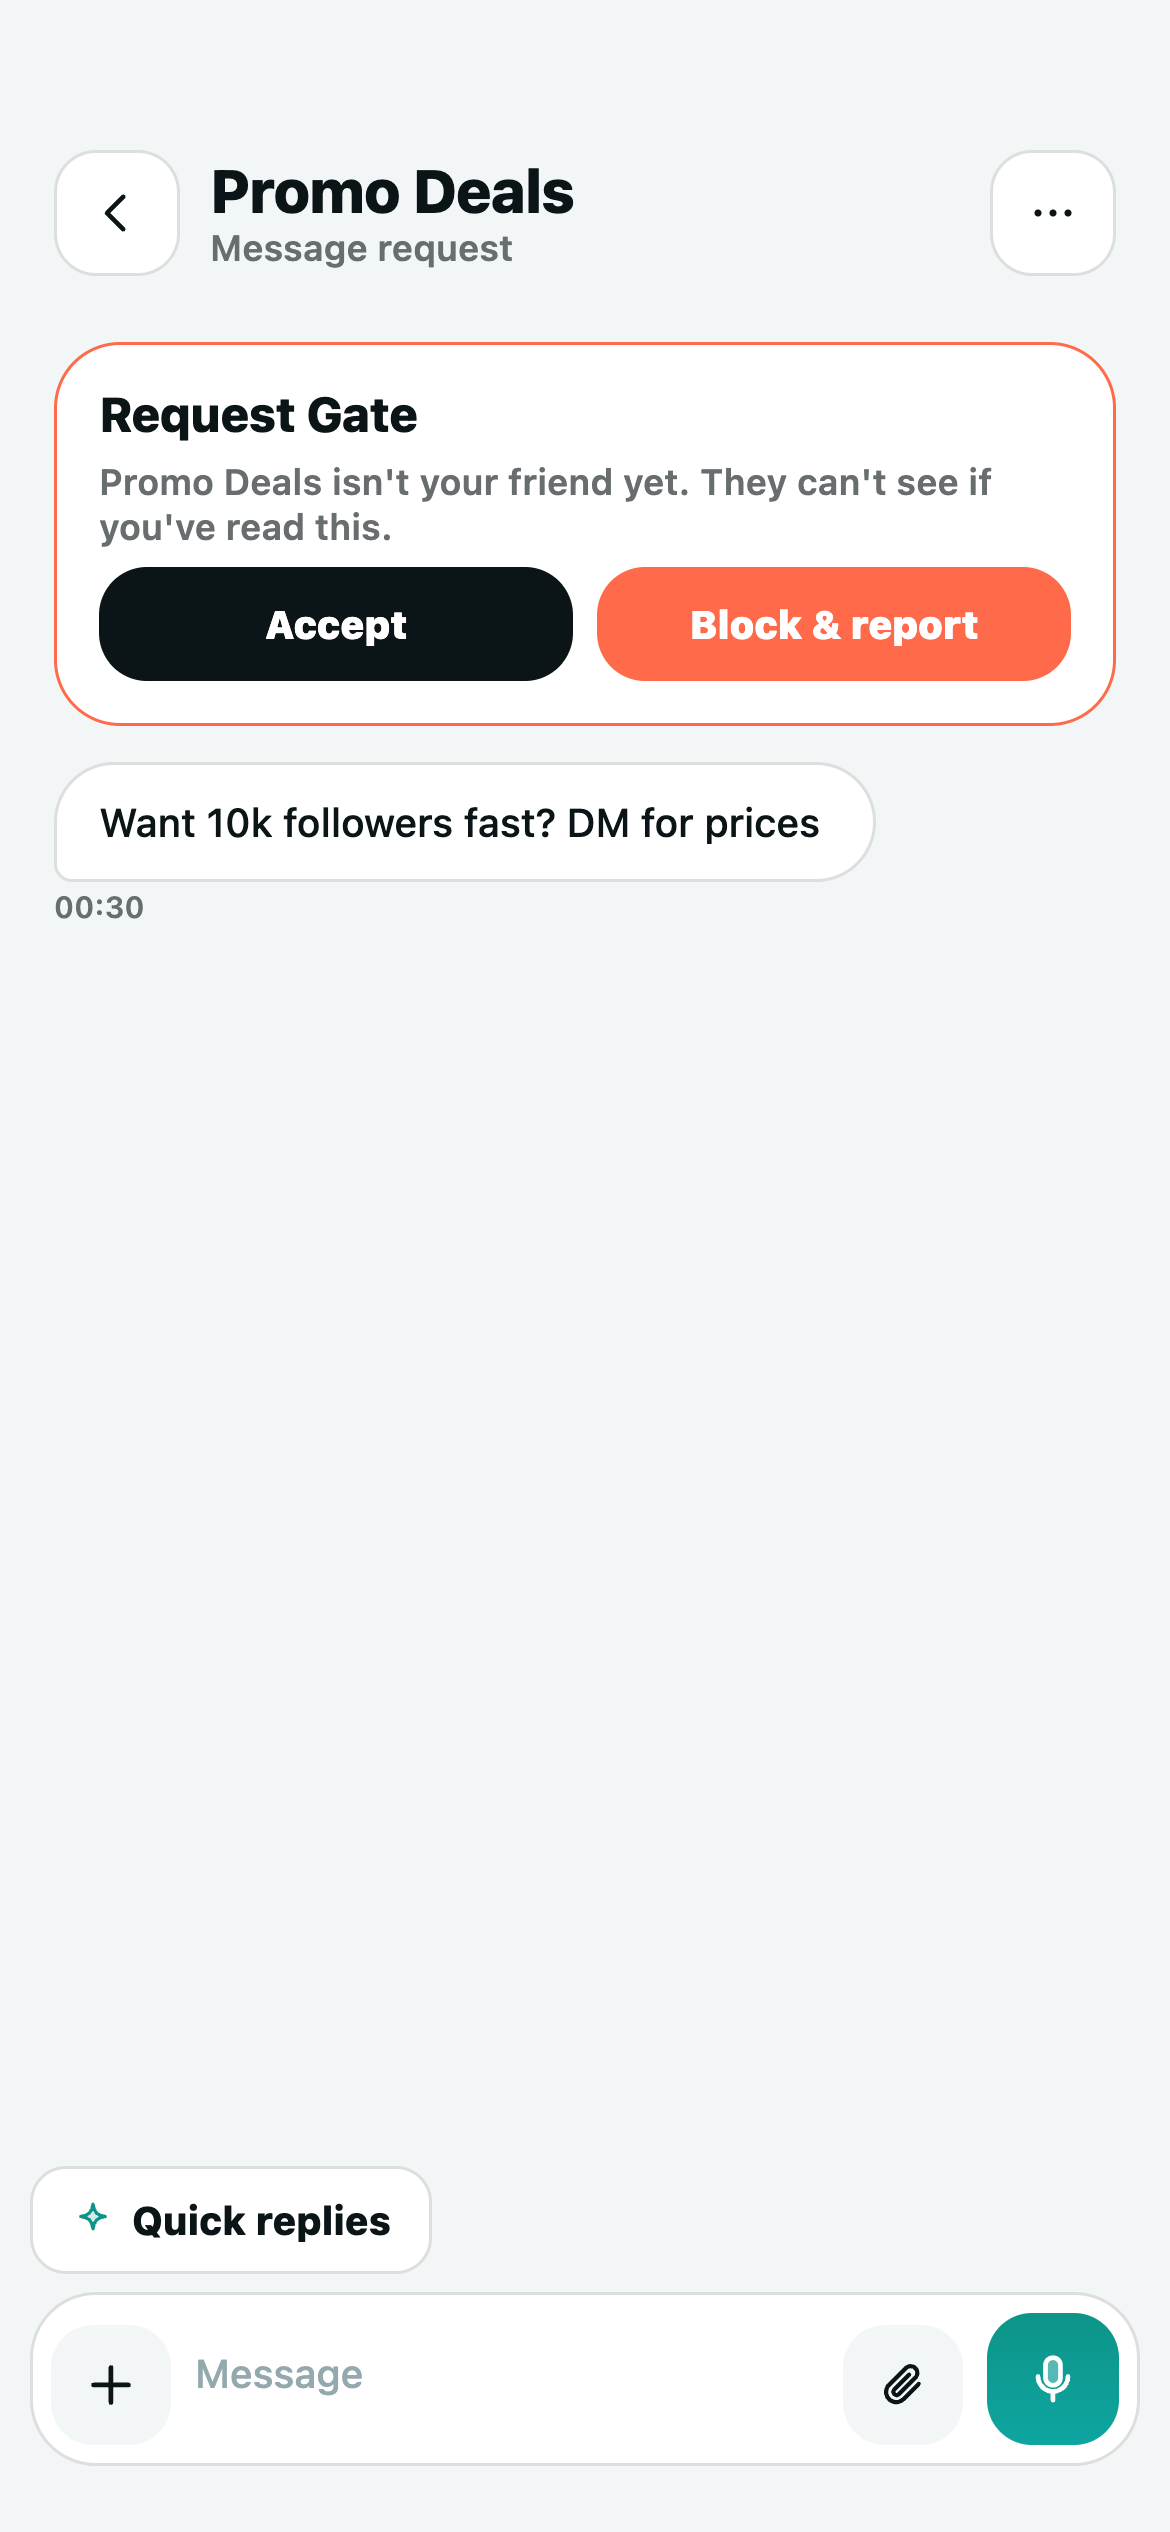 Promo Deals
Message request
Request Gate
Promo Deals isn't your friend yet. They can't see if
you've read this.
Accept
Block & report
Want 10k followers fast? DM for prices
00:30
Quick replies
Message